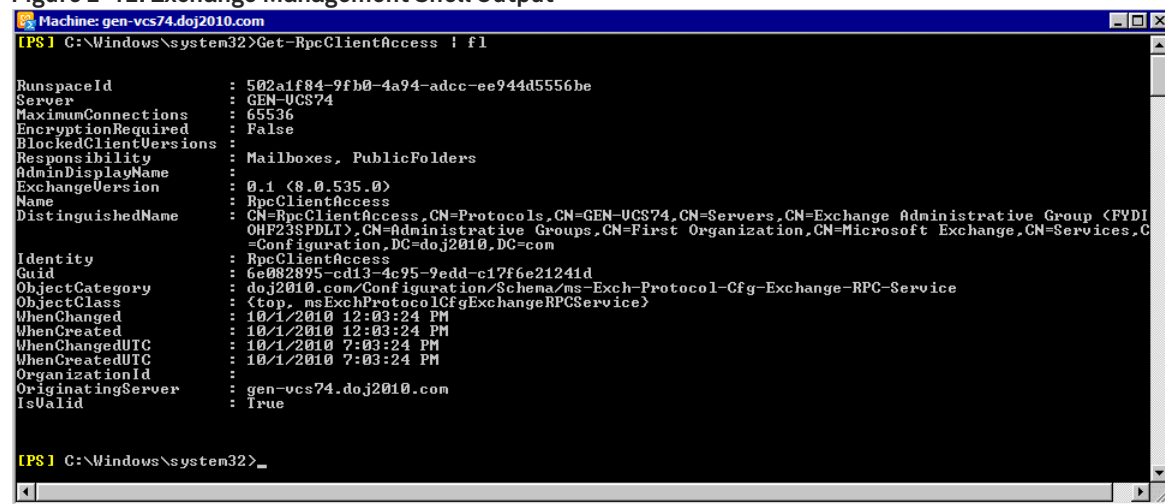 Machine: gen-vcs74.doj2010.com
[PS] C:\Windows\system32>Get-RpcClientAccess | fl
RunspaceId : 502a1f84-9fb0-4a94-adcc-ee944d5556be
Server : GEN-VCS74
MaximumConnections : 65536
EncryptionRequired : False
BlockedClientVersions :
Responsibility : Mailboxes, PublicFolders
AdminDisplayName :
ExchangeVersion : 0.1 (8.0.535.0)
Name : RpcClientAccess
DistinguishedName : CN=RpcClientAccess,CN=Protocols,CN=GEN-VCS74,CN=Servers,CN=Exchange Administrative Group (FYDI
OHF23SPDLT),CN=Administrative Groups,CN=First Organization,CN=Microsoft Exchange,CN=Services,C
=Configuration,DC=doj2010,DC=com
Identity : RpcClientAccess
Guid : 6e082895-cd13-4c95-9edd-c17f6e21241d
ObjectCategory : doj2010.com/Configuration/Schema/ms-Exch-Protocol-Cfg-Exchange-RPC-Service
ObjectClass : {top, msExchProtocolCfgExchangeRPCService}
WhenChanged : 10/1/2010 12:03:24 PM
WhenCreated : 10/1/2010 12:03:24 PM
WhenChangedUTC : 10/1/2010 7:03:24 PM
WhenCreatedUTC : 10/1/2010 7:03:24 PM
OrganizationId :
OriginatingServer : gen-vcs74.doj2010.com
IsValid : True
[PS] C:\Windows\system32>_